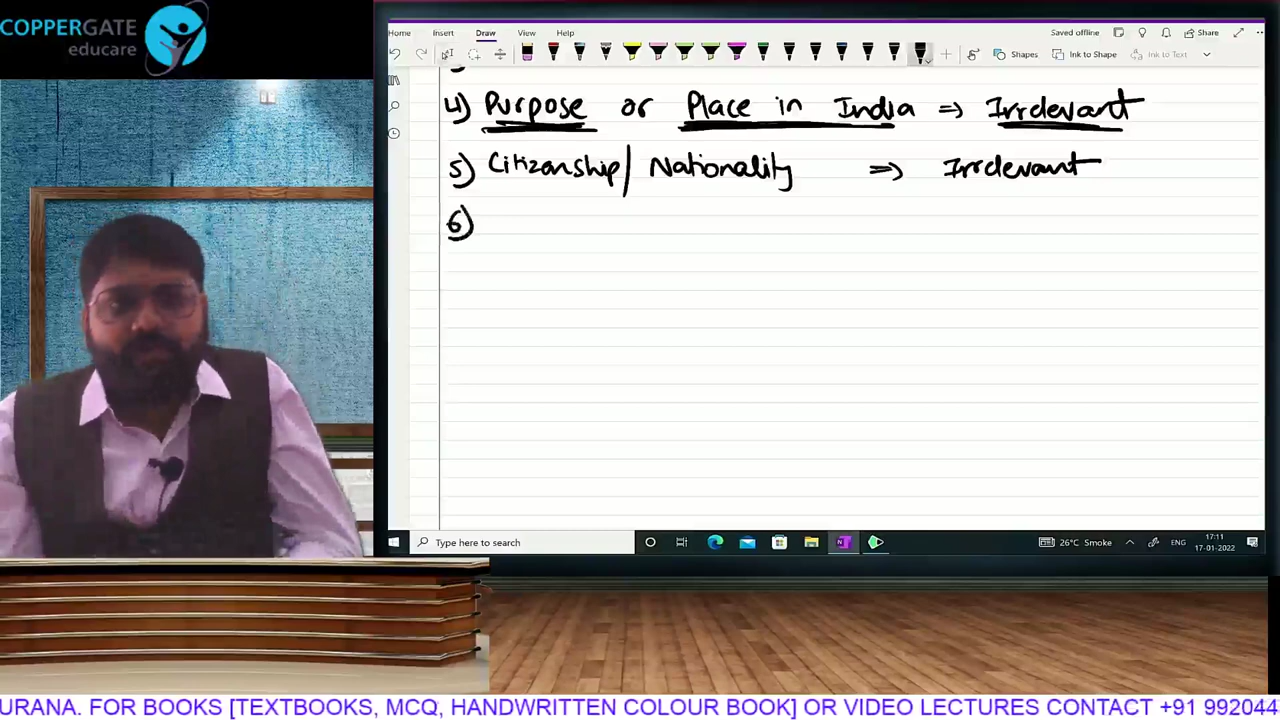 COPPERGATE
educare
Home Insert Draw View Help
Saved offline
Share
Shapes
Ink to Shape
Ink to Text
4) Purpose or Place in India ⇒ Irrelevant
5) Citizanship/ Nationality ⇒ Irrelevant
6)
Type here to search
26°C Smoke
ENG
17:11
17-01-2022
URANA. FOR BOOKS [TEXTBOOKS, MCQ, HANDWRITTEN COLOUR BOOK] OR VIDEO LECTURES CONTACT +91 992044